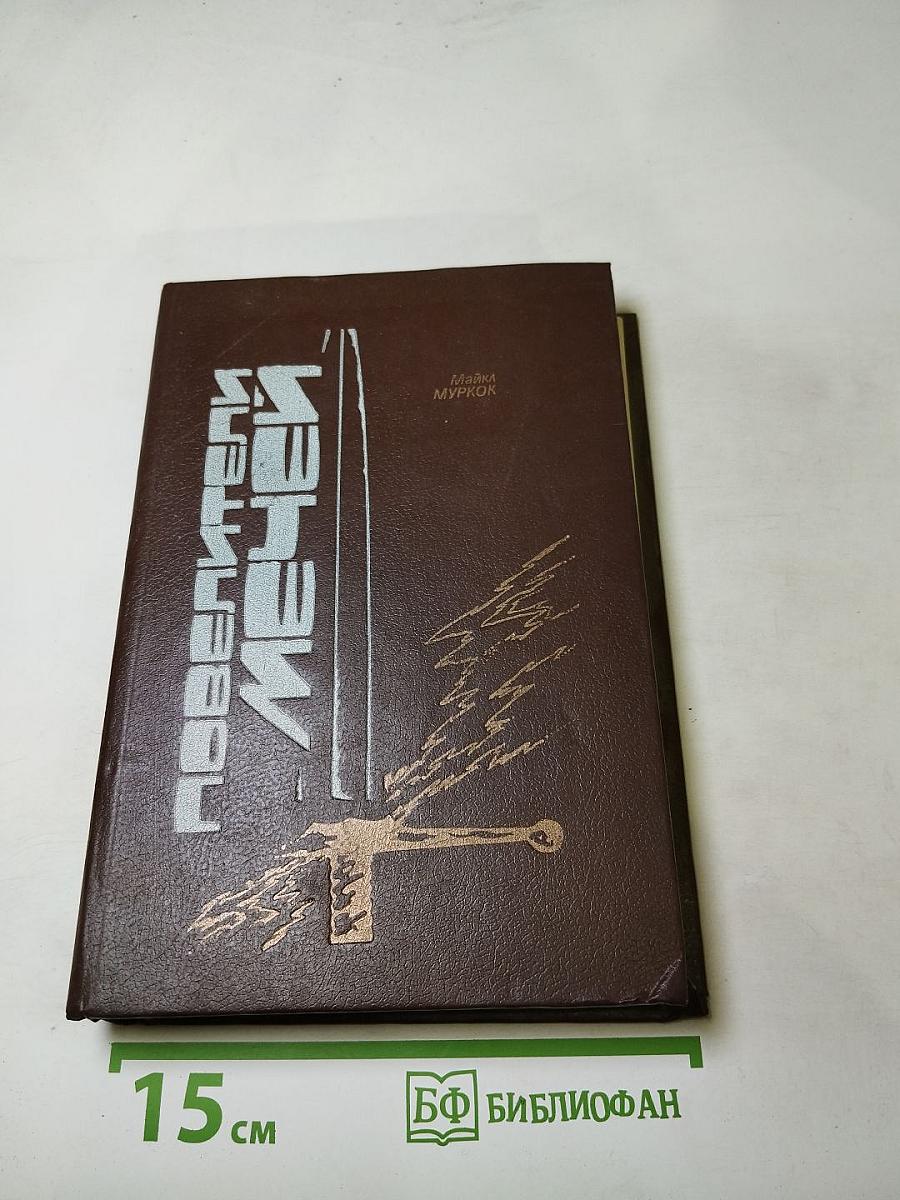 ПОВЕЛИТЕЛИ
МЕЧЕЙ
Майкл
МУРКОК
15 см
БФ БИБЛИОФАН